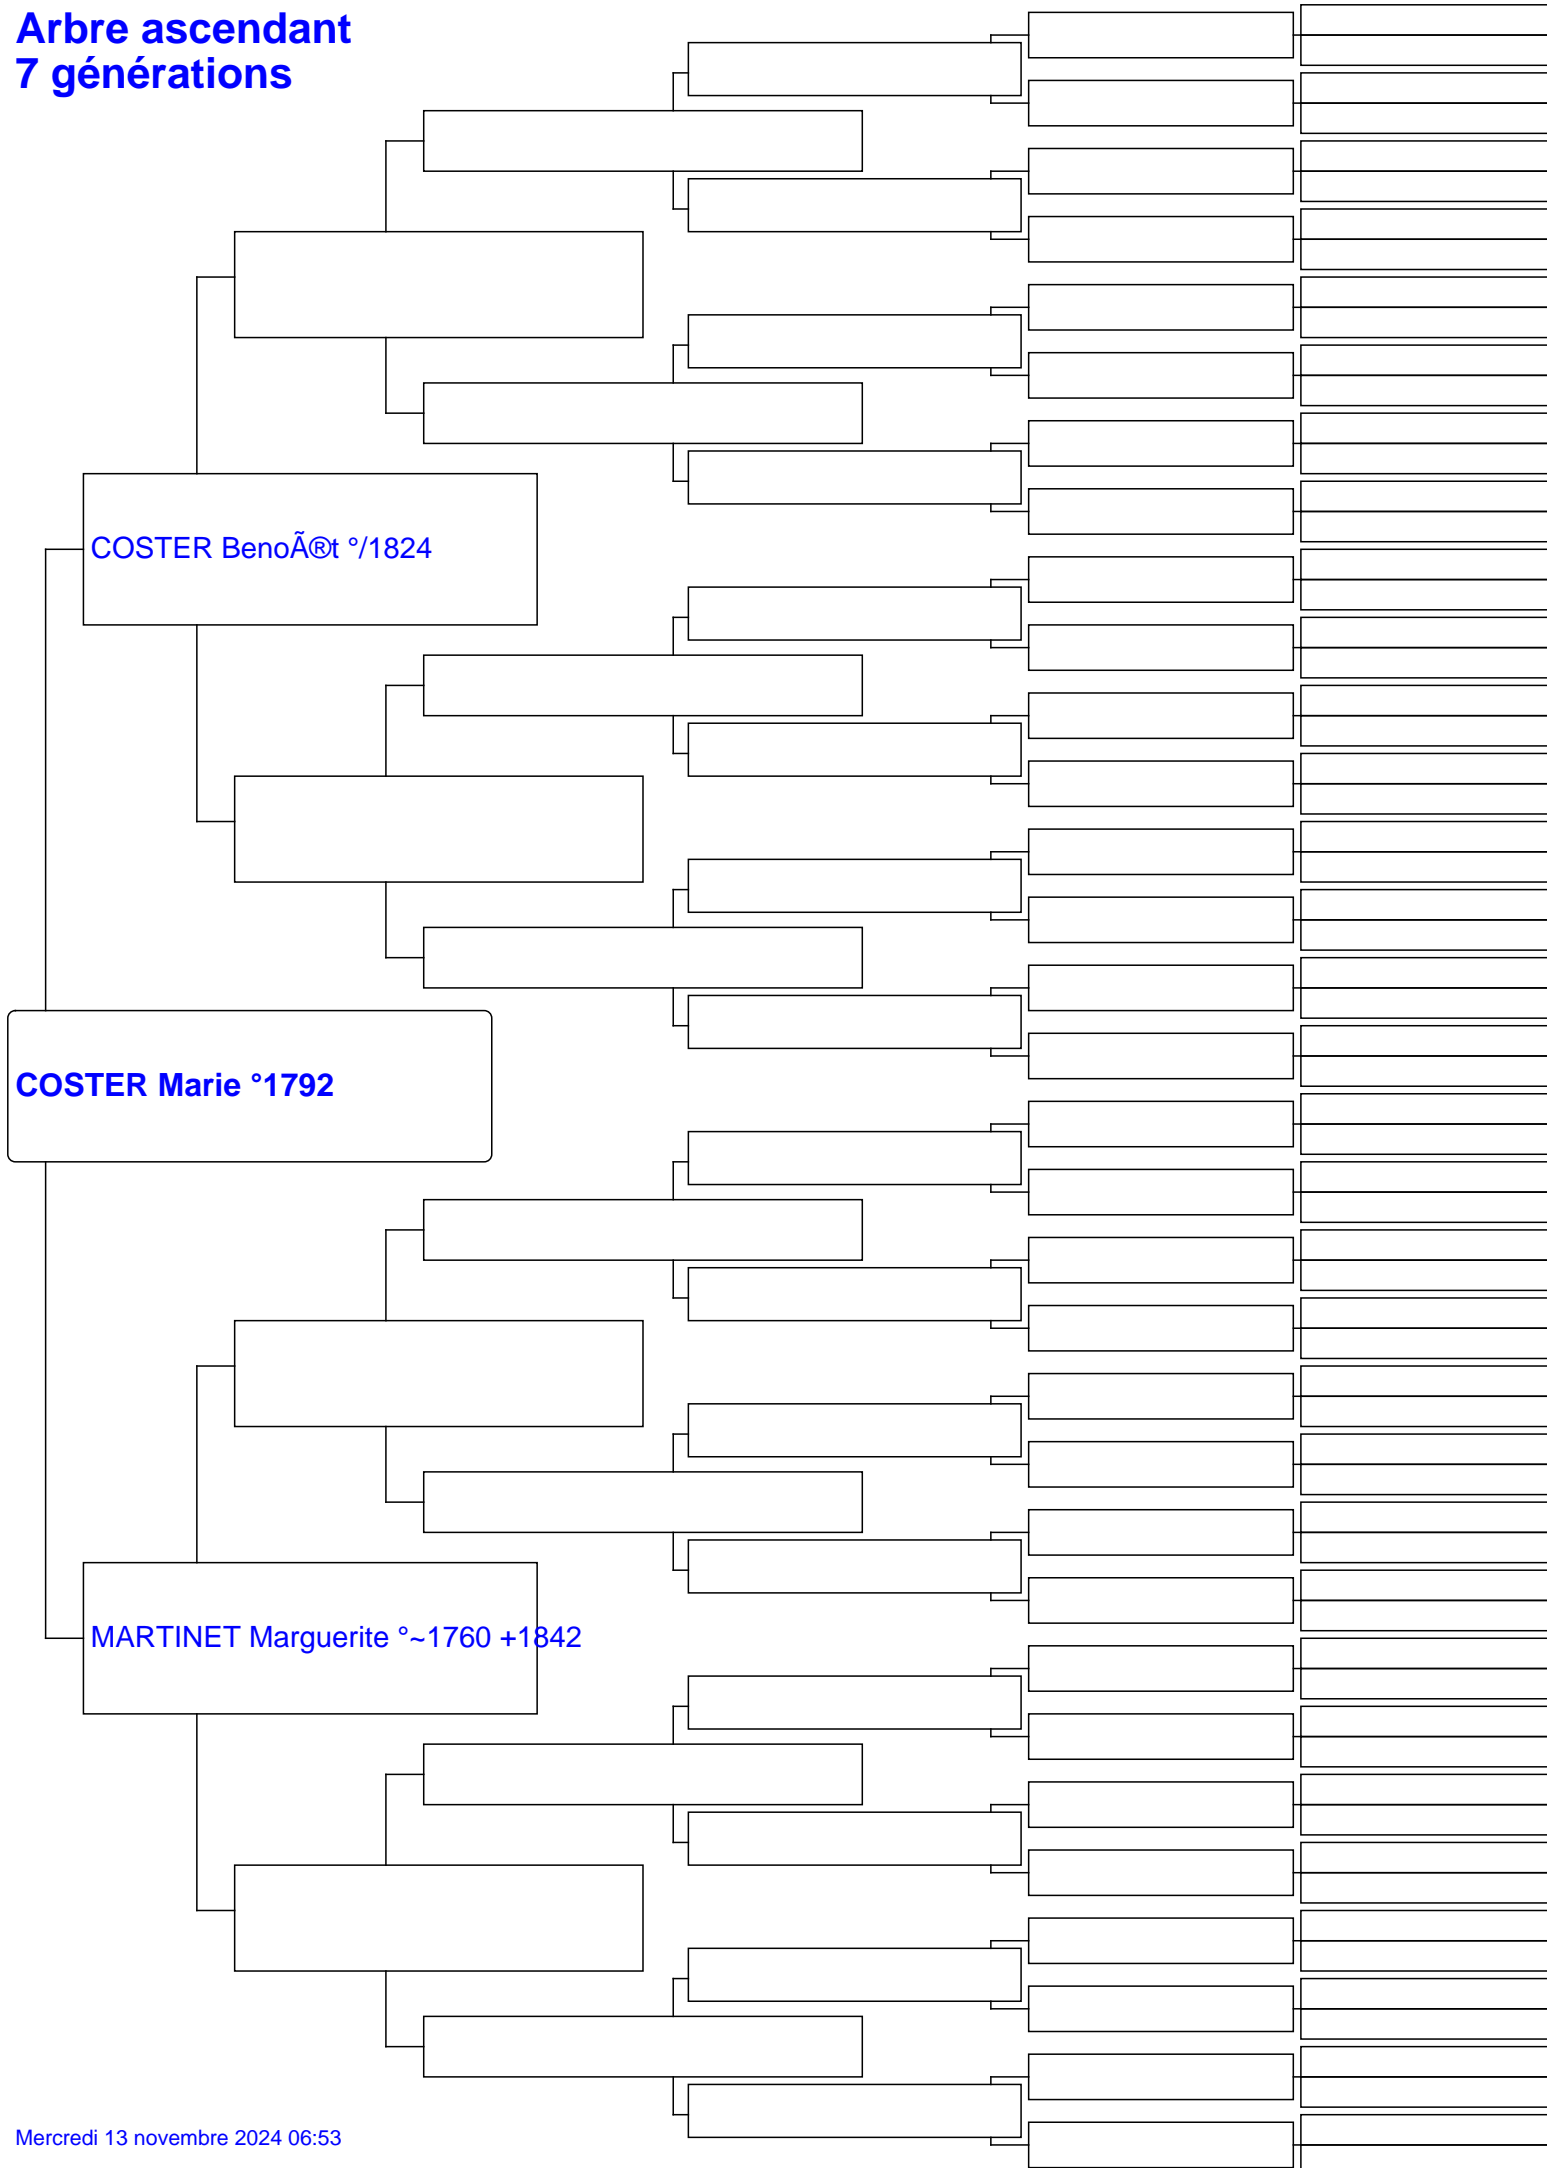 Arbre ascendant
7 générations
COSTER BenoÃ®t °/1824
COSTER Marie °1792
MARTINET Marguerite °~1760 +1842
Mercredi 13 novembre 2024 06:53